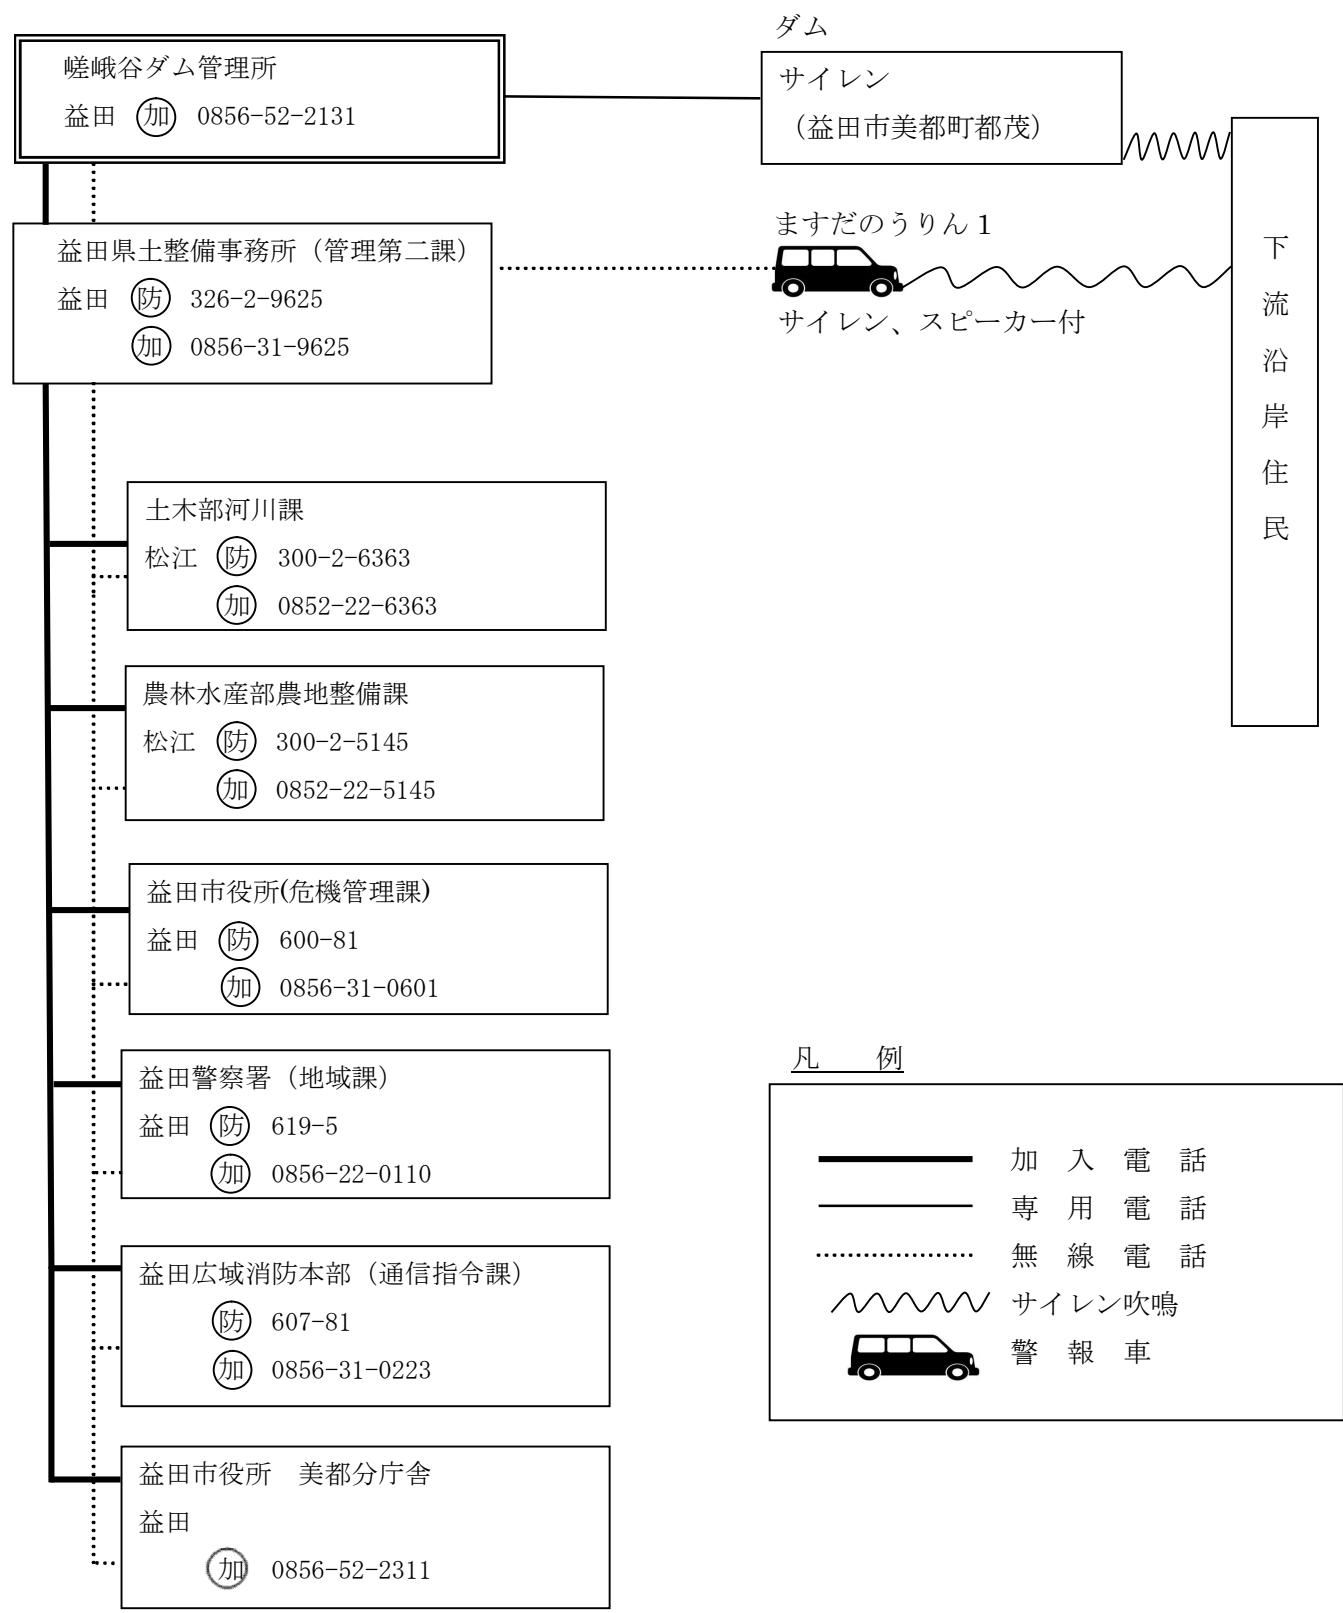 嵯峨谷ダム管理所
益田 加 0856-52-2131
ダム
サイレン
（益田市美都町都茂）
益田県土整備事務所（管理第二課）
益田 防 326-2-9625
加 0856-31-9625
ますだのうりん 1
サイレン、スピーカー付
下流沿岸住民
土木部河川課
松江 防 300-2-6363
加 0852-22-6363
農林水産部農地整備課
松江 防 300-2-5145
加 0852-22-5145
益田市役所(危機管理課)
益田 防 600-81
加 0856-31-0601
益田警察署（地域課）
益田 防 619-5
加 0856-22-0110
益田広域消防本部（通信指令課）
防 607-81
加 0856-31-0223
益田市役所　美都分庁舎
益田
加 0856-52-2311
凡　例
加　入　電　話
専　用　電　話
無　線　電　話
サイレン吹鳴
警　報　車